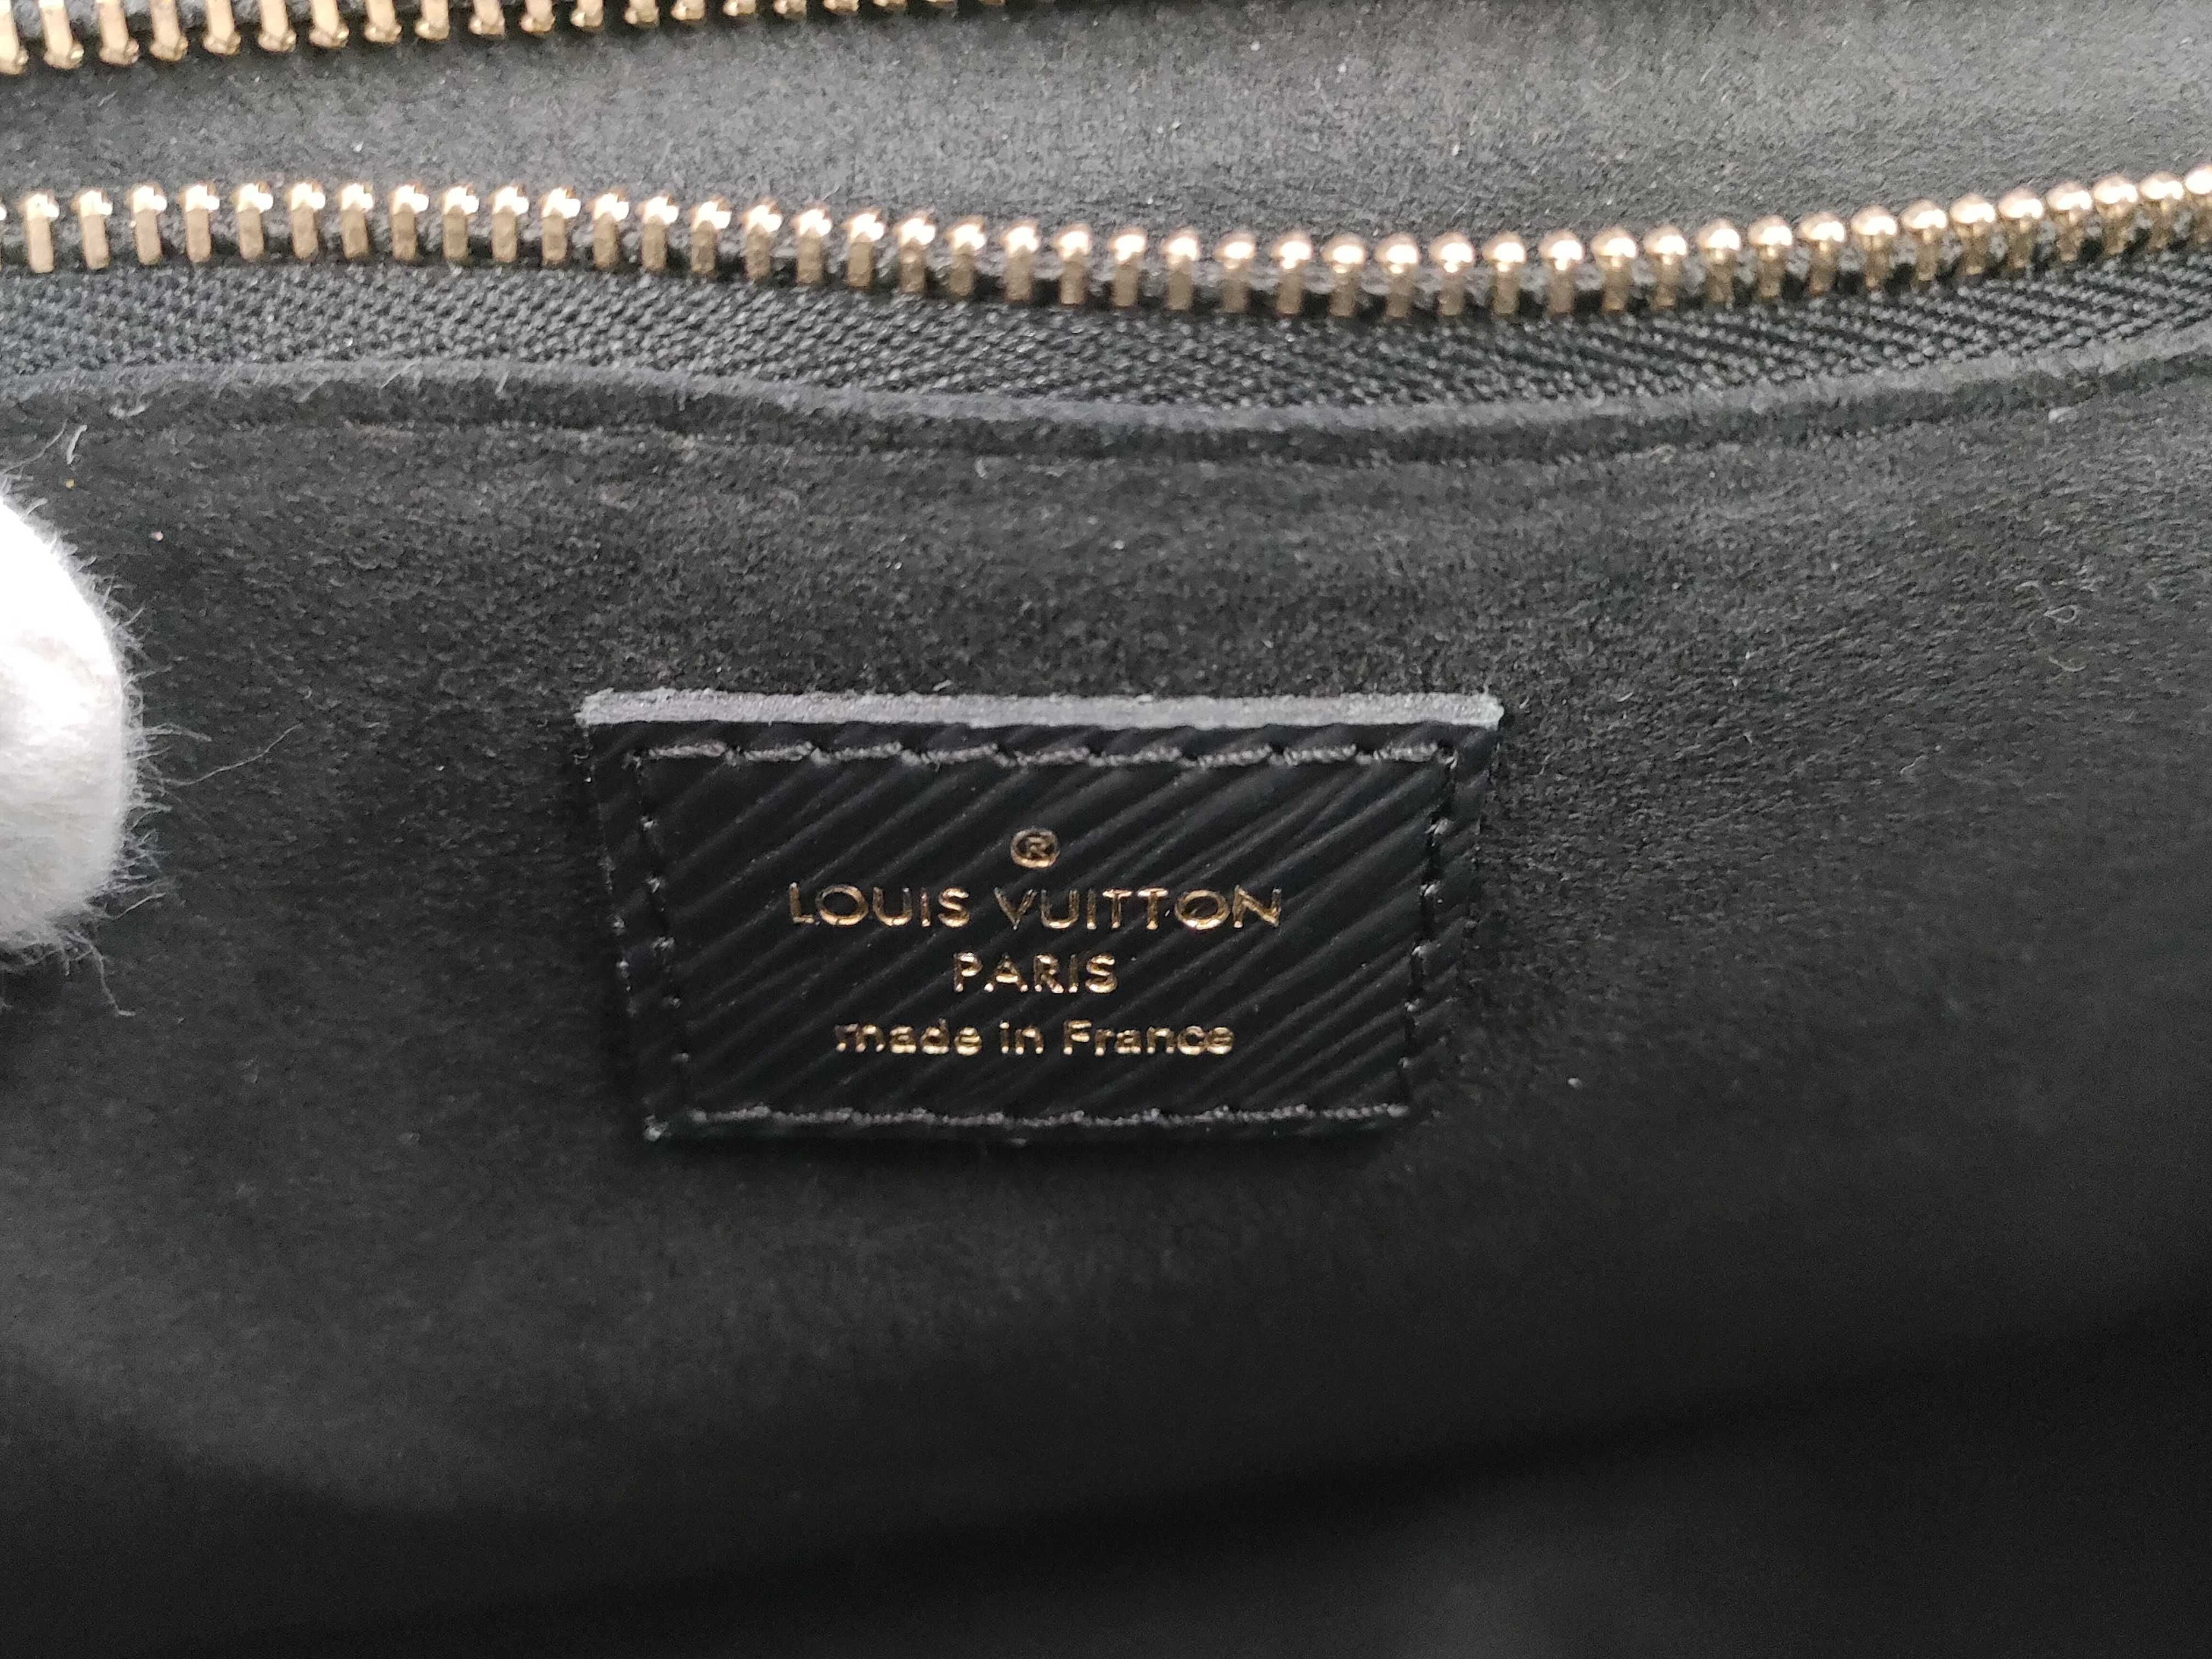 ®
LOUIS VUITTON
PARIS
made in France